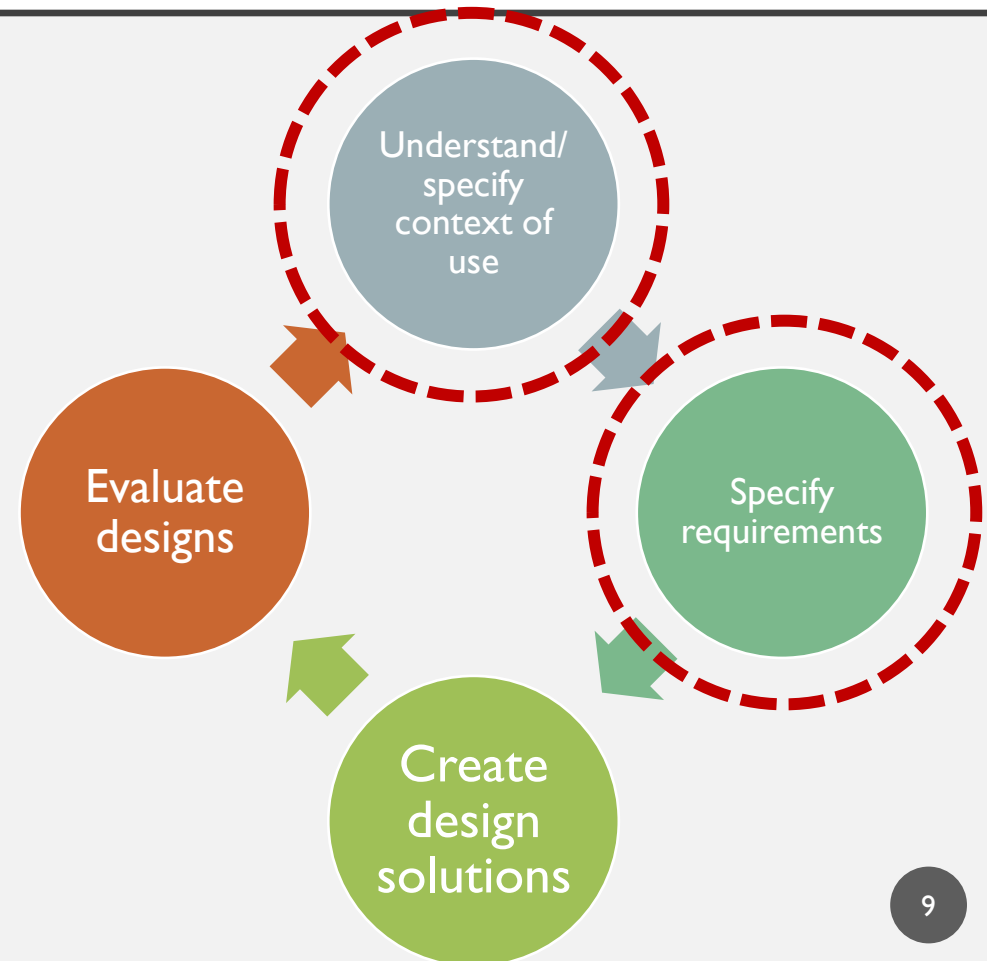 Understand/
specify
context of
use
Specify
requirements
Create
design
solutions
Evaluate
designs
9